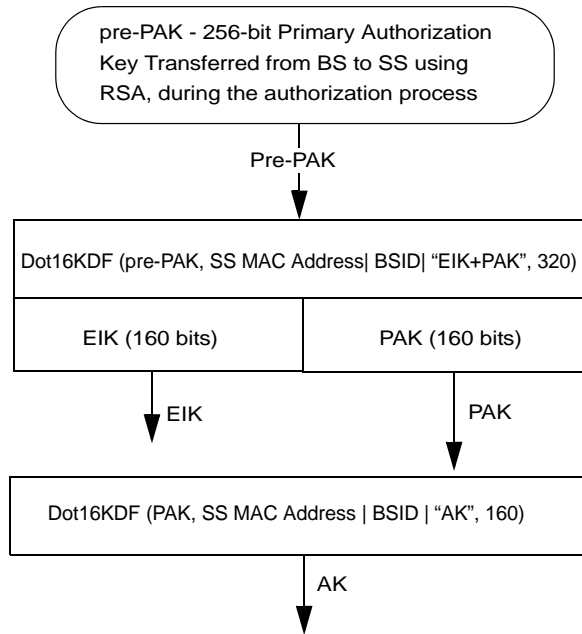 pre-PAK - 256-bit Primary Authorization
Key Transferred from BS to SS using
RSA, during the authorization process
Pre-PAK
Dot16KDF (pre-PAK, SS MAC Address| BSID| “EIK+PAK”, 320)
EIK (160 bits)
PAK (160 bits)
EIK
PAK
Dot16KDF (PAK, SS MAC Address | BSID | “AK”, 160)
AK